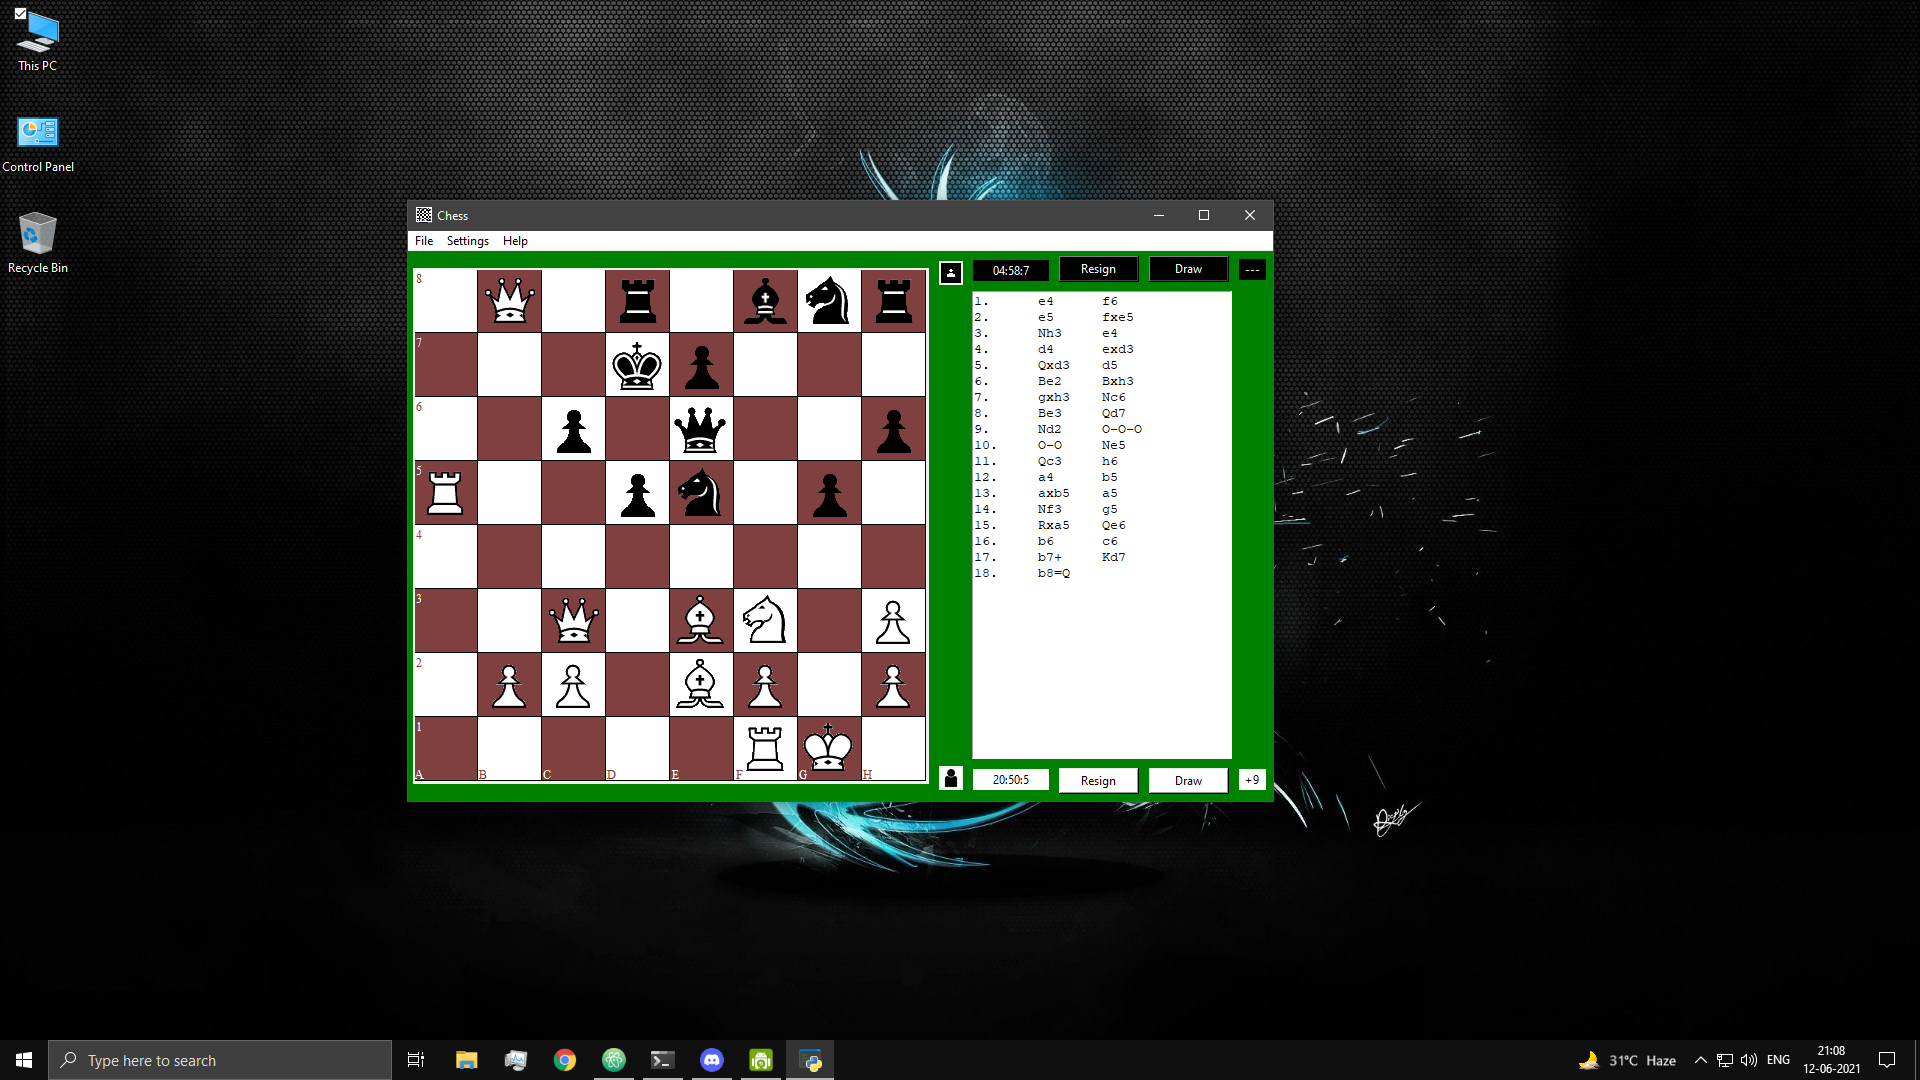 This PC
Control Panel
Recycle Bin
Chess
File Settings Help
04:58:7 Resign Draw ---
1. e4 f6
2. e5 fxe5
3. Nh3 e4
4. d4 exd3
5. Qxd3 d5
6. Be2 Bxh3
7. gxh3 Nc6
8. Be3 Qd7
9. Nd2 O-O-O
10. O-O Ne5
11. Qc3 h6
12. a4 b5
13. axb5 a5
14. Nf3 g5
15. Rxa5 Qe6
16. b6 c6
17. b7+ Kd7
18. b8=Q
8
7
6
5
4
3
2
1
A B C D E F G H
20:50:5 Resign Draw +9
Type here to search
31°C Haze
ENG
21:08
12-06-2021